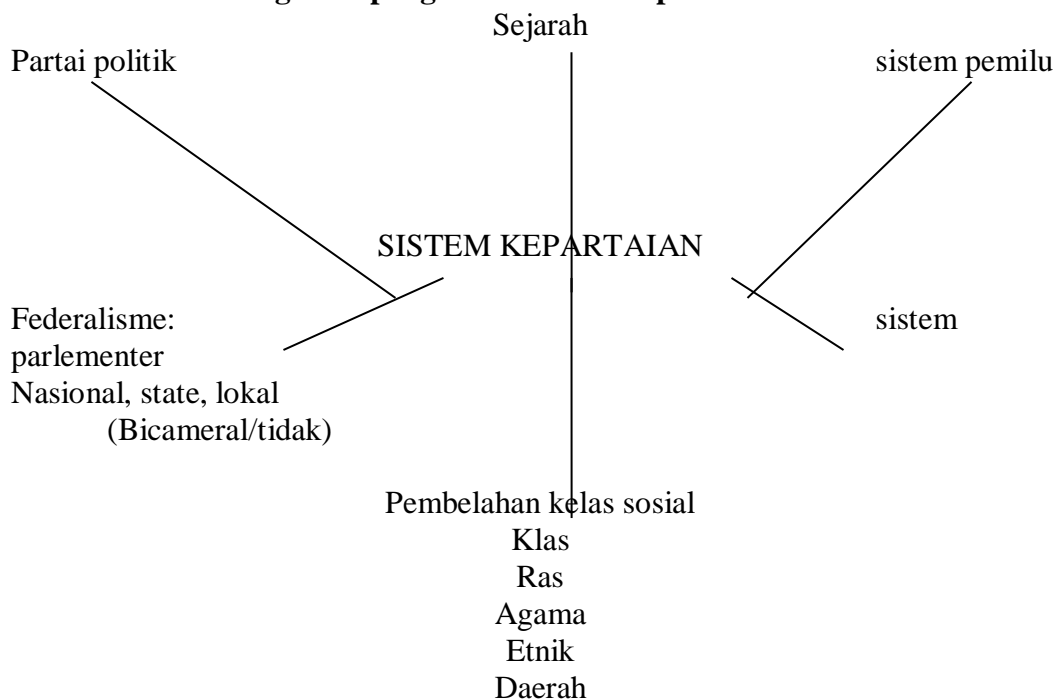 Sejarah
Partai politik sistem pemilu
SISTEM KEPARTAIAN
Federalisme: sistem
parlementer
Nasional, state, lokal
(Bicameral/tidak)
Pembelahan kelas sosial
Klas
Ras
Agama
Etnik
Daerah